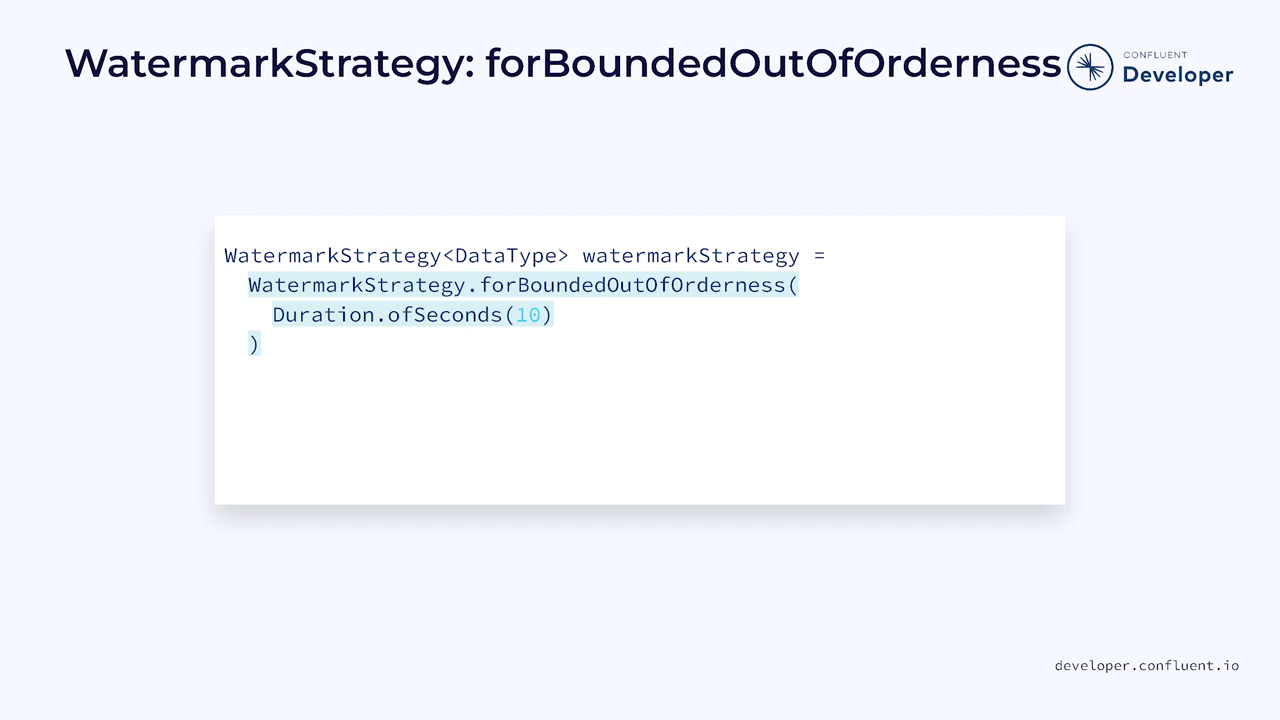 WatermarkStrategy: forBoundedOutOfOrderness
CONFLUENT
Developer
WatermarkStrategy<DataType> watermarkStrategy =
  WatermarkStrategy.forBoundedOutOfOrderness(
    Duration.ofSeconds(10)
  )
developer.confluent.io